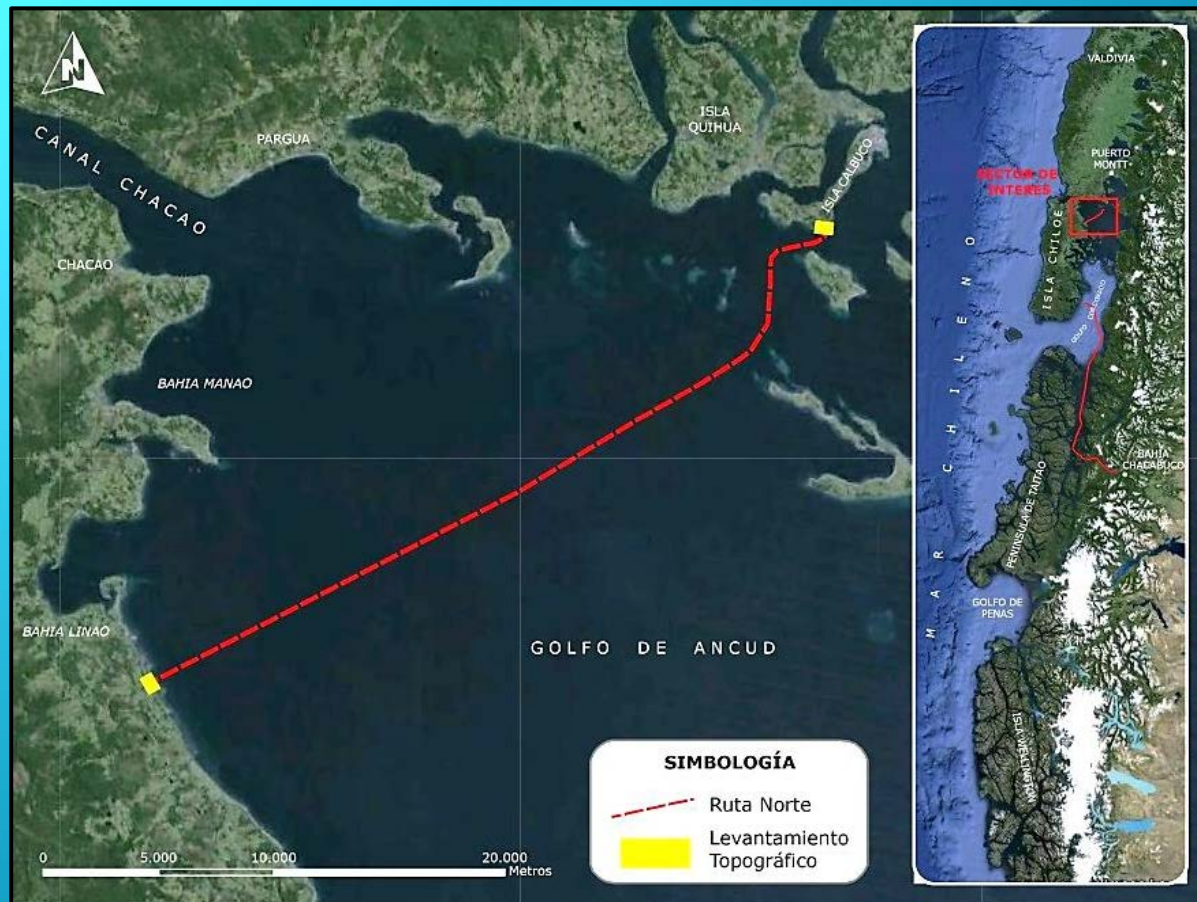 N
CANAL CHACAO
PARGUA
ISLA
QUIHUA
ISLA CALBUCO
CHACAO
BAHIA MANAO
BAHIA LINAO
GOLFO DE ANCUD
SIMBOLOGÍA
Ruta Norte
Levantamiento
Topográfico
0 5.000 10.000 20.000
Metros
VALDIVIA
PUERTO
MONTT
SECTOR DE
INTERES
ISLA CHILOE
MAR CHILENO
BAHIA
CHACABUCO
PENINSULA DE TAITAO
GOLFO DE
PENAS